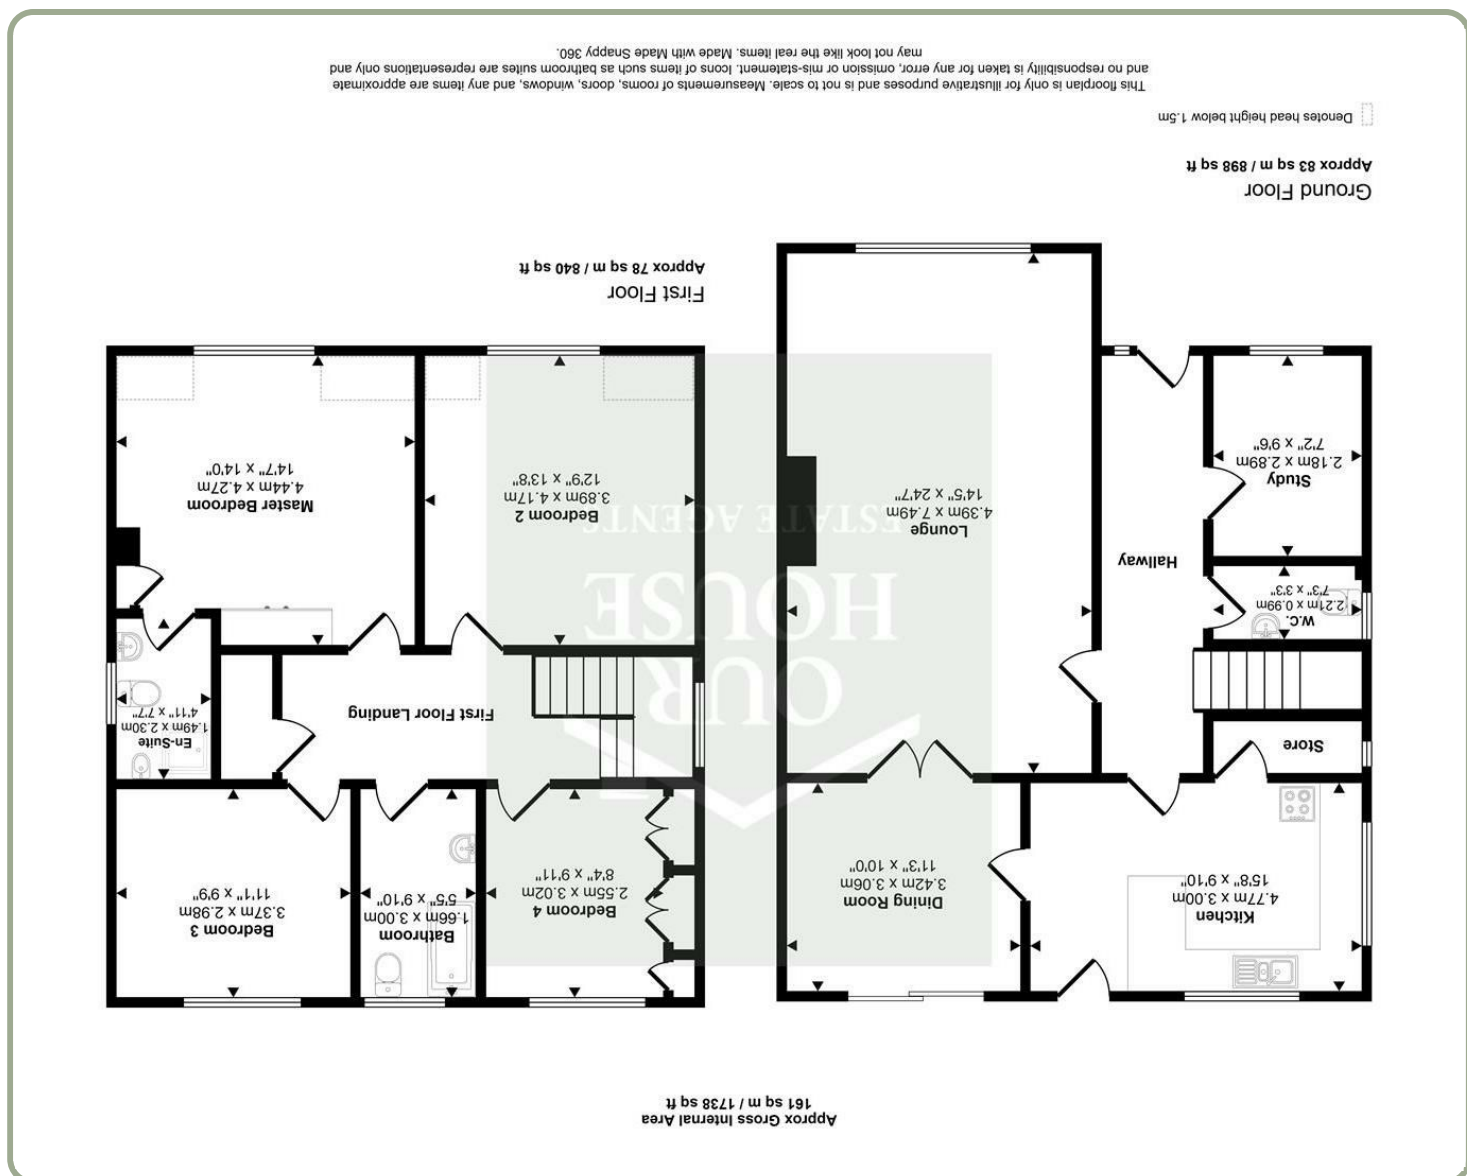 Approx Gross Internal Area
161 sq m / 1738 sq ft
Kitchen
4.77m x 3.00m
15'8" x 9'10"
Dining Room
3.42m x 3.06m
11'3" x 10'0"
Store
Hallway
W.C.
2.21m x 0.99m
7'3" x 3'3"
Study
2.18m x 2.89m
7'2" x 9'6"
Lounge
4.39m x 7.49m
14'5" x 24'7"
Ground Floor
Approx 83 sq m / 898 sq ft
Bedroom 4
2.55m x 3.02m
8'4" x 9'11"
Bathroom
1.66m x 3.00m
5'5" x 9'10"
Bedroom 3
3.37m x 2.98m
11'1" x 9'9"
First Floor Landing
En-Suite
1.49m x 2.30m
4'11" x 7'7"
Bedroom 2
3.89m x 4.17m
12'9" x 13'8"
Master Bedroom
4.44m x 4.27m
14'7" x 14'0"
First Floor
Approx 78 sq m / 840 sq ft
Denotes head height below 1.5m
This floorplan is only for illustrative purposes and is not to scale. Measurements of rooms, doors, windows, and any items are approximate
and no responsibility is taken for any error, omission or mis-statement. Icons of items such as bathroom suites are representations only and
may not look like the real items. Made with Made Snappy 360.
OUR
HOUSE
ESTATE AGENTS